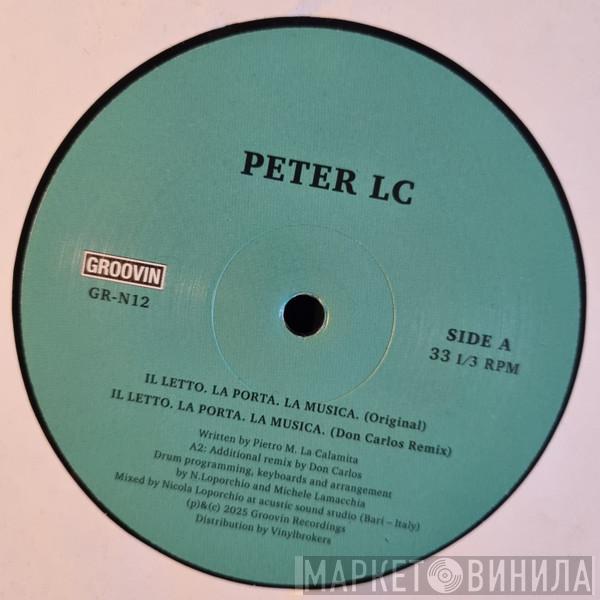 PETER LC
GROOVIN
GR-N12
SIDE A
33 1/3 RPM
IL LETTO. LA PORTA. LA MUSICA. (Original)
IL LETTO. LA PORTA. LA MUSICA. (Don Carlos Remix)
Written by Pietro M. La Calamita
A2: Additional remix by Don Carlos
Drum programming, keyboards and arrangement
by N.Loporchio and Michele Lamacchia
Mixed by Nicola Loporchio at acustic sound studio (Bari – Italy)
(p)&(c) 2025 Groovin Recordings
Distribution by Vinylbrokers
МАРКЕТ ВИНИЛА